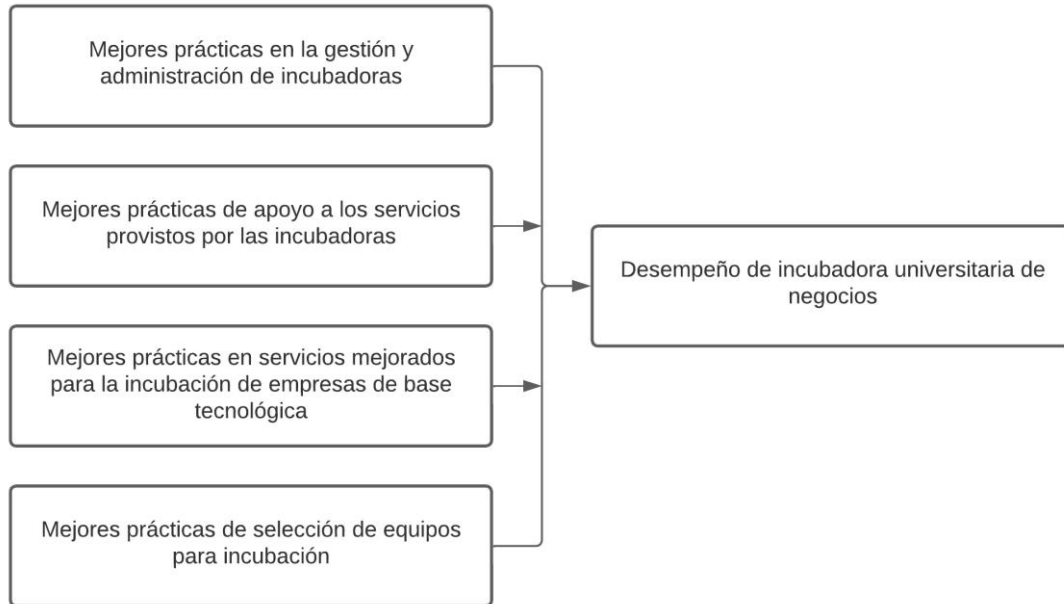 Mejores prácticas en la gestión y
administración de incubadoras
Mejores prácticas de apoyo a los servicios
provistos por las incubadoras
Mejores prácticas en servicios mejorados
para la incubación de empresas de base
tecnológica
Mejores prácticas de selección de equipos
para incubación
Desempeño de incubadora universitaria de
negocios